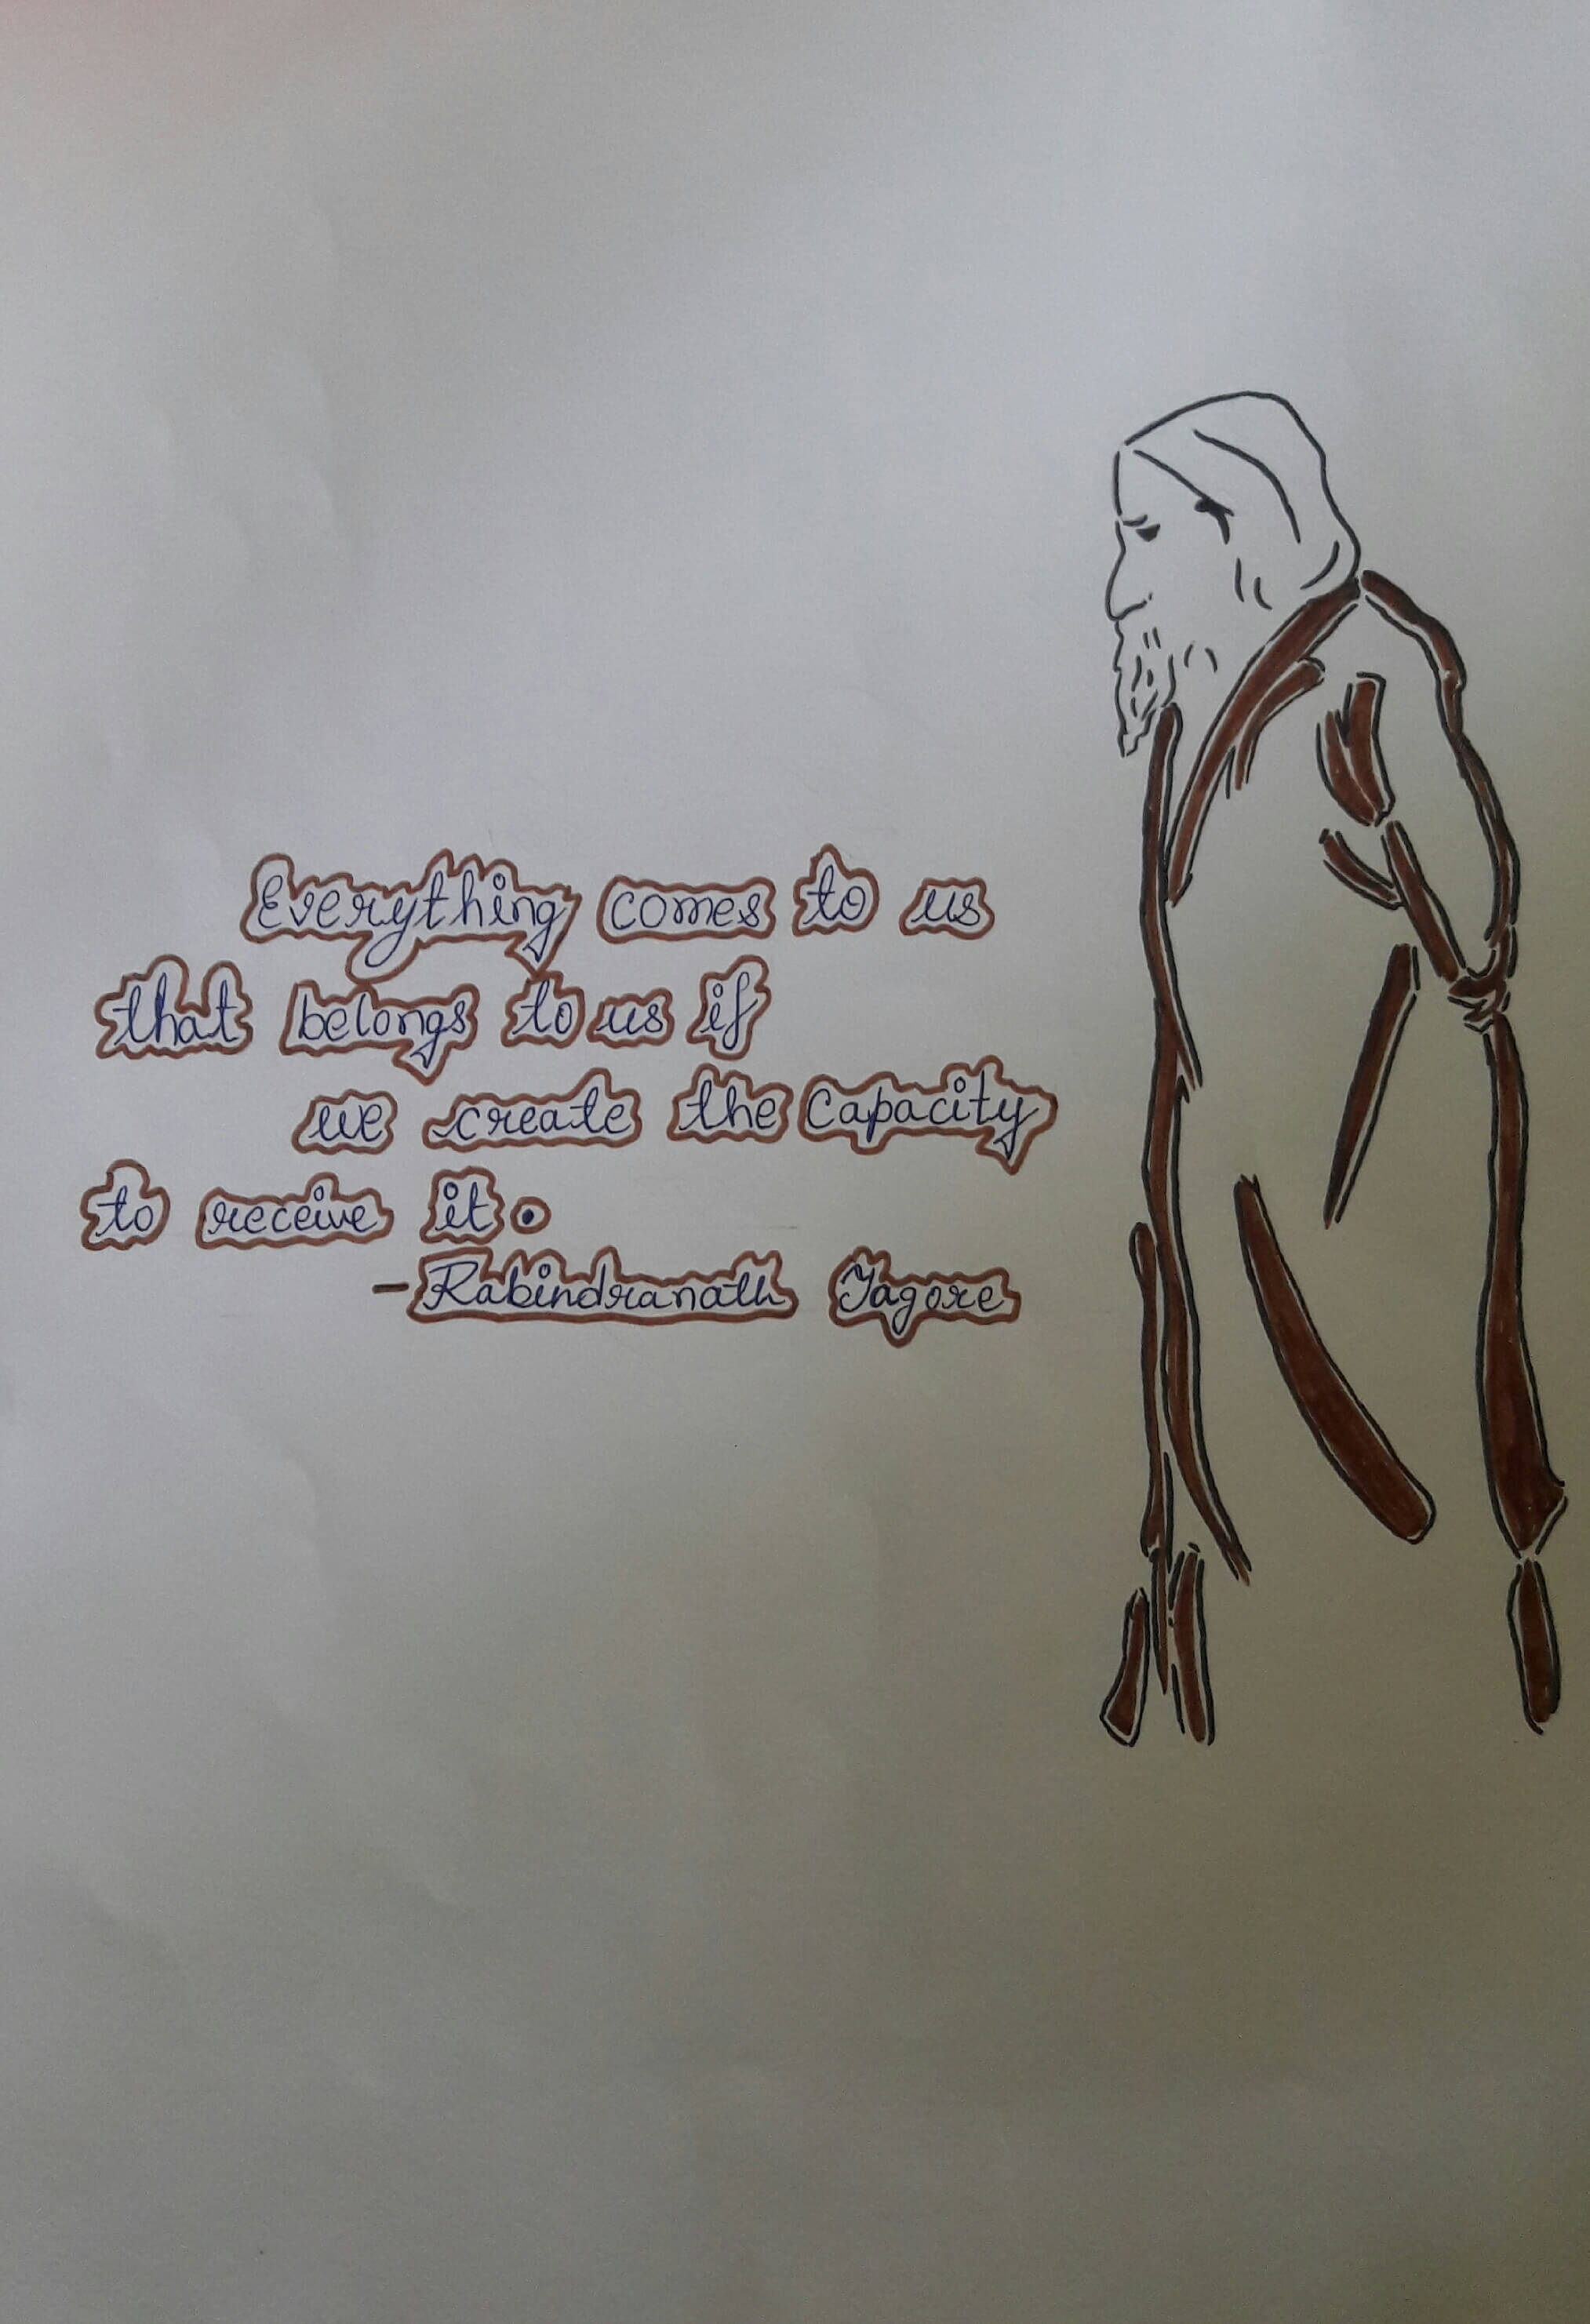 Everything comes to us
that belongs to us if
we create the Capacity
to receive it.
- Rabindranath Tagore